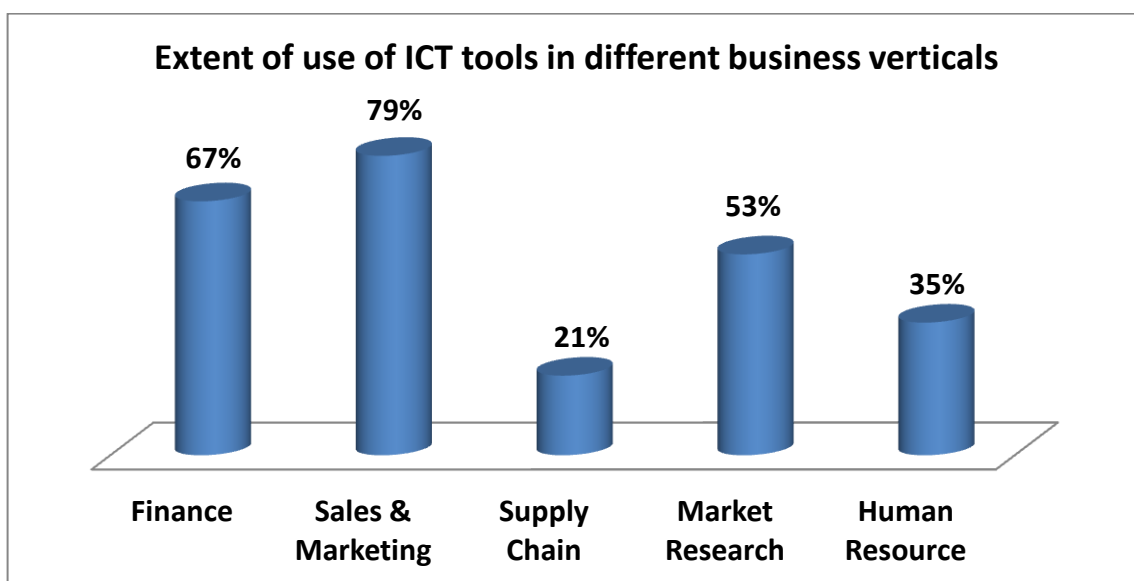 Extent of use of ICT tools in different business verticals
79%
67%
53%
35%
21%
Finance
Sales &
Marketing
Supply
Chain
Market
Research
Human
Resource